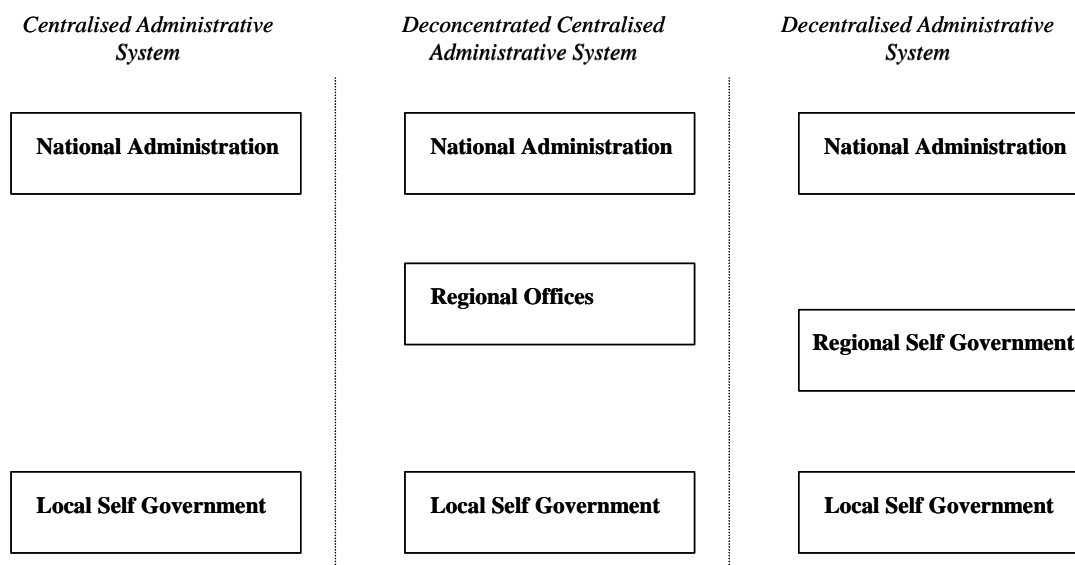 Centralised Administrative
System
Deconcentrated Centralised
Administrative System
Decentralised Administrative
System
National Administration
National Administration
National Administration
Regional Offices
Regional Self Government
Local Self Government
Local Self Government
Local Self Government